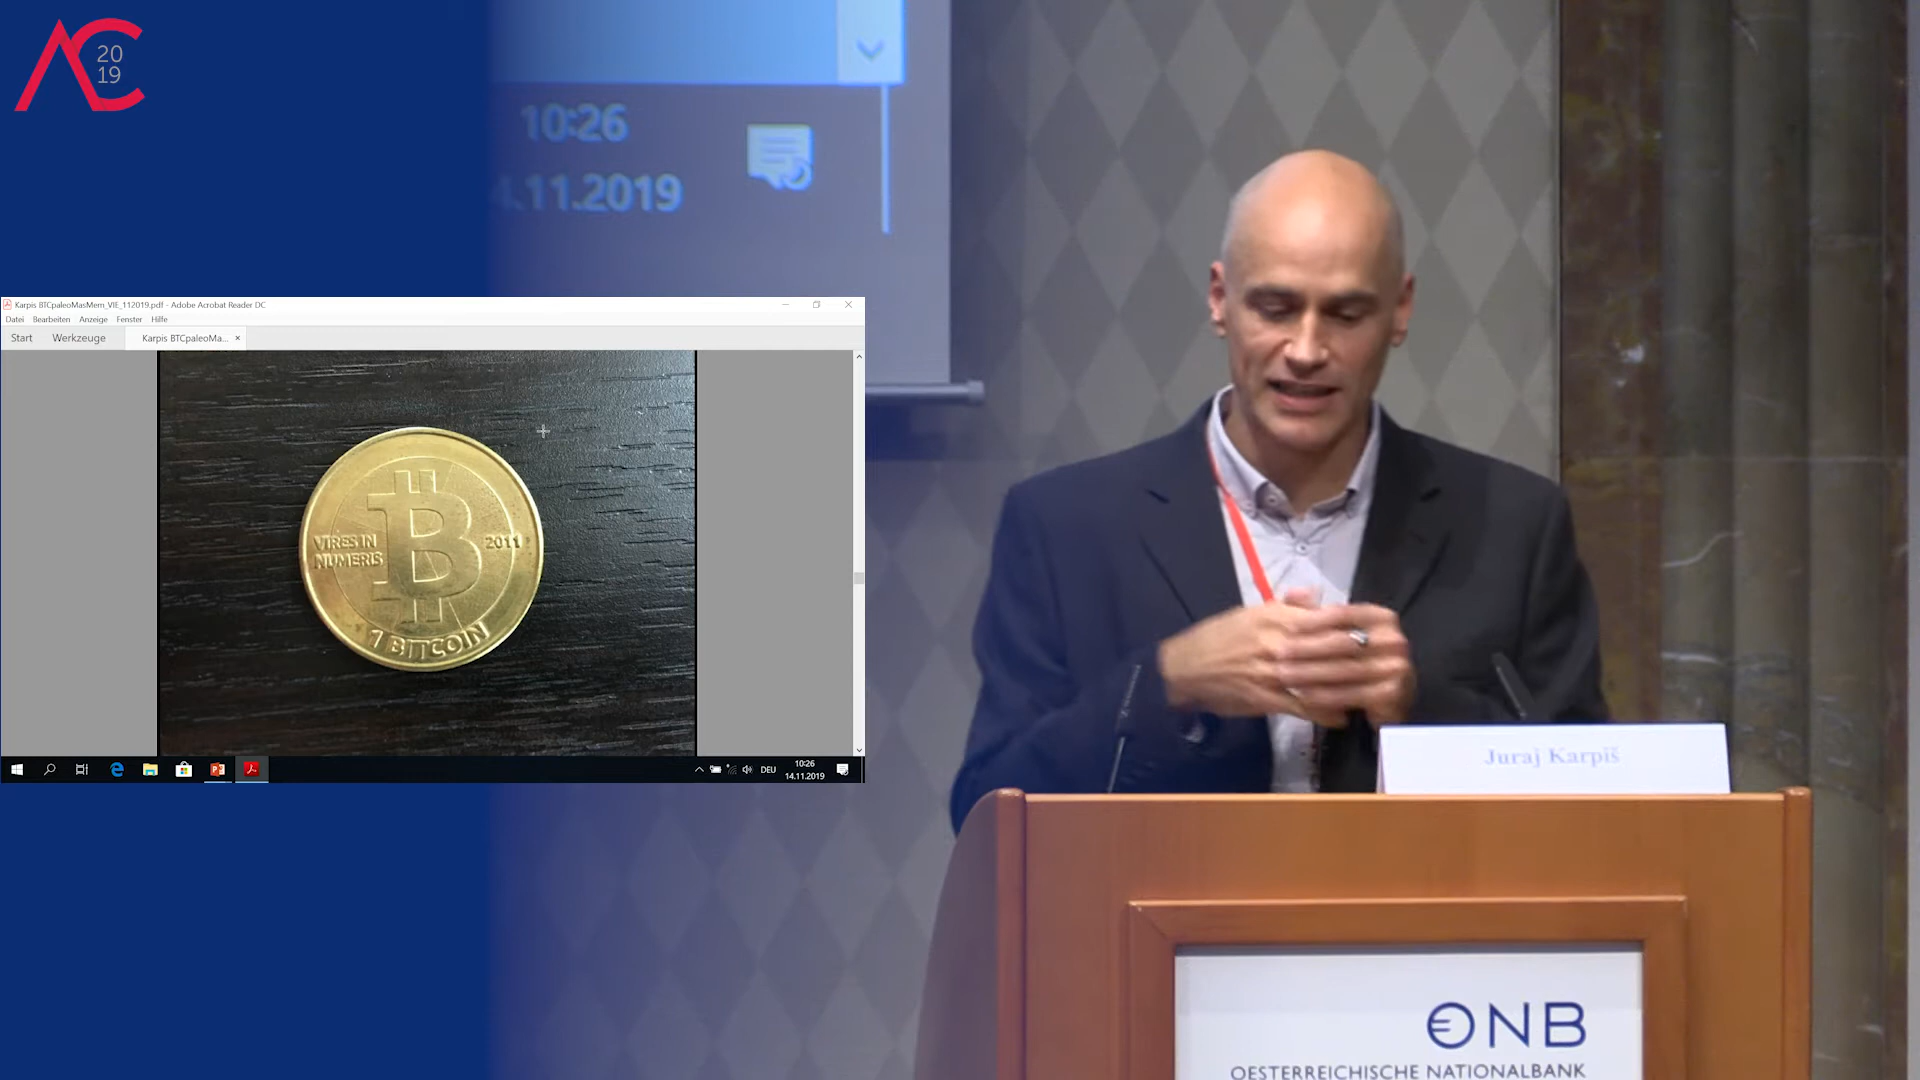 AC
20
19
10:26
.11.2019
Karpis BTCpaleoMasMem_VIE_112019.pdf - Adobe Acrobat Reader DC
Datei Bearbeiten Anzeige Fenster Hilfe
Start Werkzeuge Karpis BTCpaleoMa... ×
VIRES IN
NUMERIS
2011
1 BITCOIN
DEU
10:26
14.11.2019
Juraj Karpiš
ONB
OESTERREICHISCHE NATIONALBANK